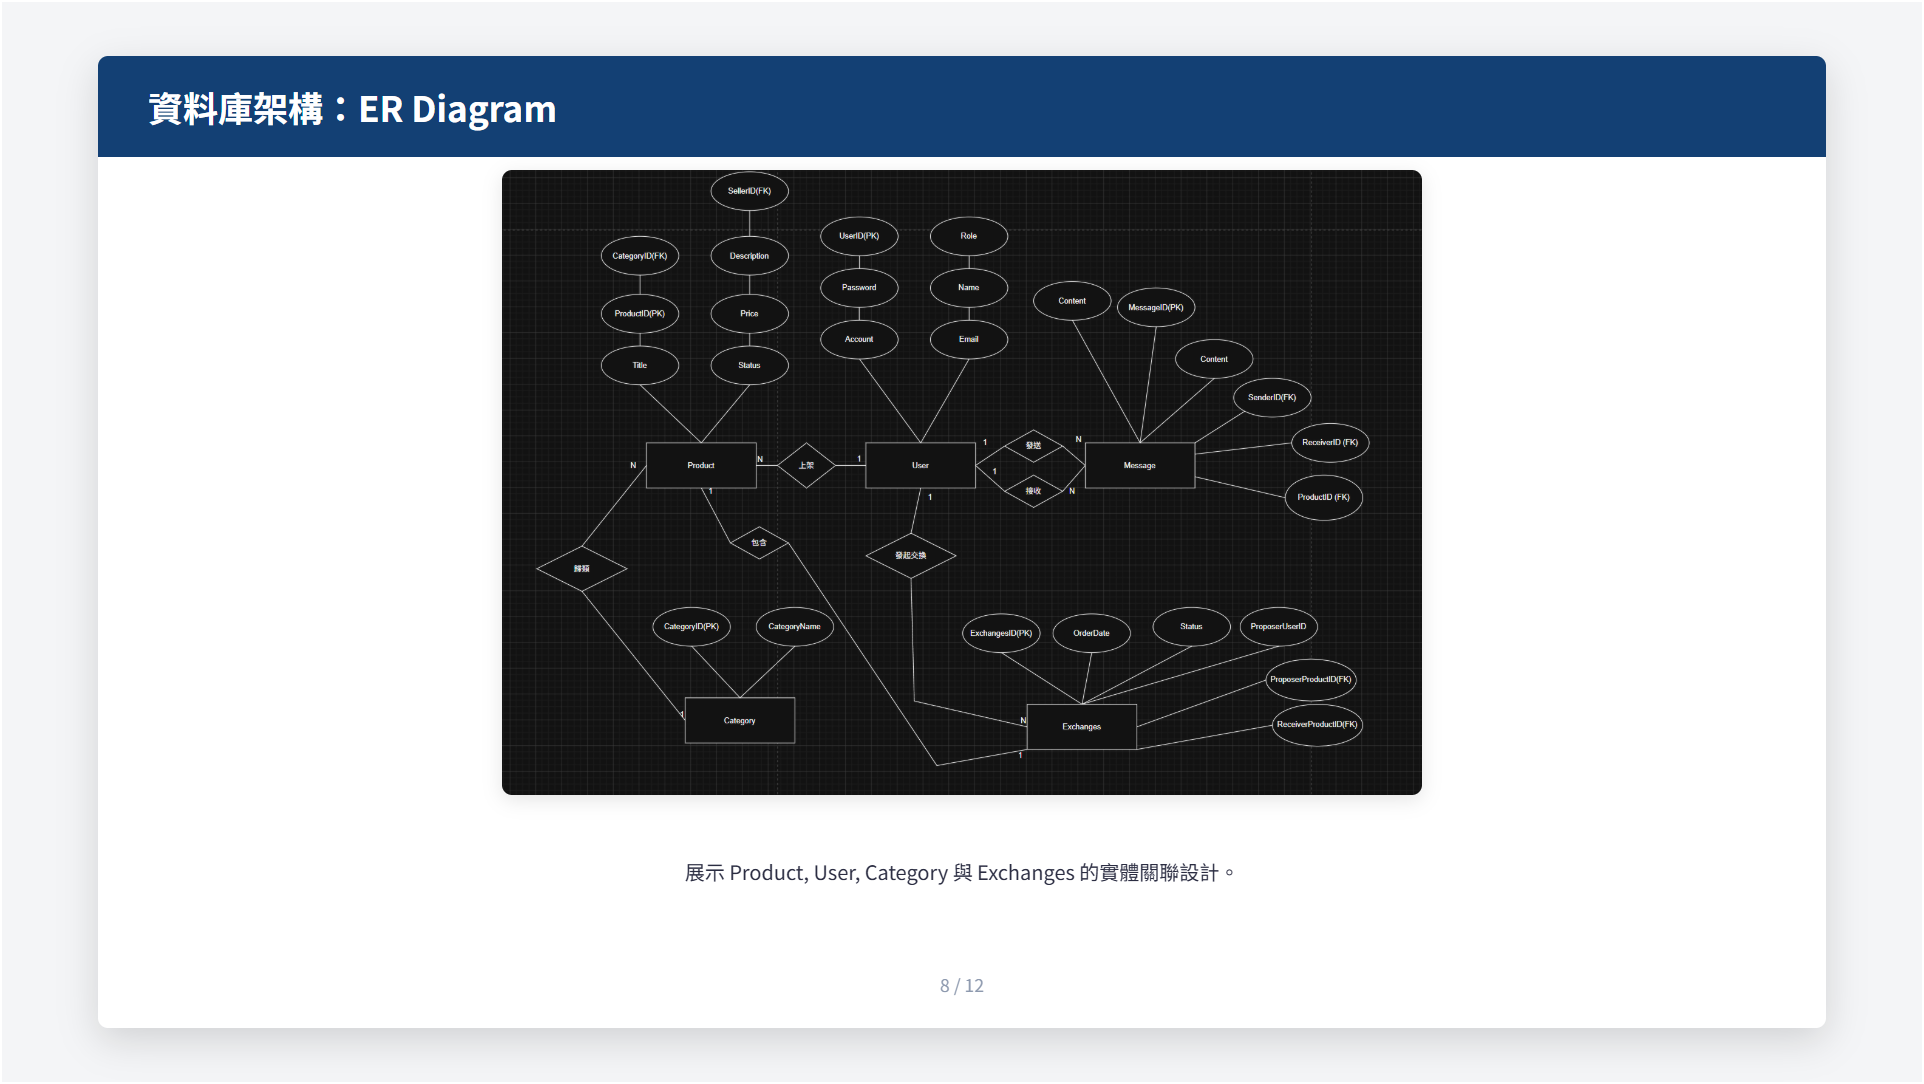 資料庫架構：ER Diagram
SellerID(FK)
UserID(PK)
Role
CategoryID(FK)
Description
Password
Name
Content
MessageID(PK)
ProductID(PK)
Price
Account
Email
Content
Title
Status
SenderID(FK)
ReceiverID (FK)
1
發送
N
N
Product
N
上架
1
User
1
接收
N
Message
1
1
ProductID (FK)
包含
發起交換
歸類
CategoryID(PK)
CategoryName
ExchangesID(PK)
OrderDate
Status
ProposerUserID
ProposerProductID(FK)
1
Category
N
Exchanges
ReceiverProductID(FK)
1
展示 Product, User, Category 與 Exchanges 的實體關聯設計。
8 / 12